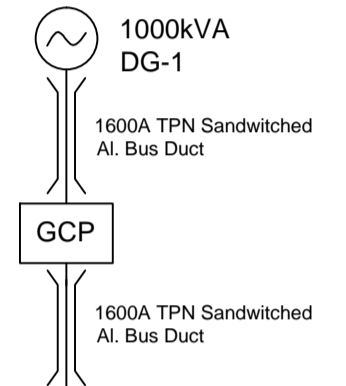 1000kVA
DG-1
1600A TPN Sandwitched
Al. Bus Duct
GCP
1600A TPN Sandwitched
Al. Bus Duct